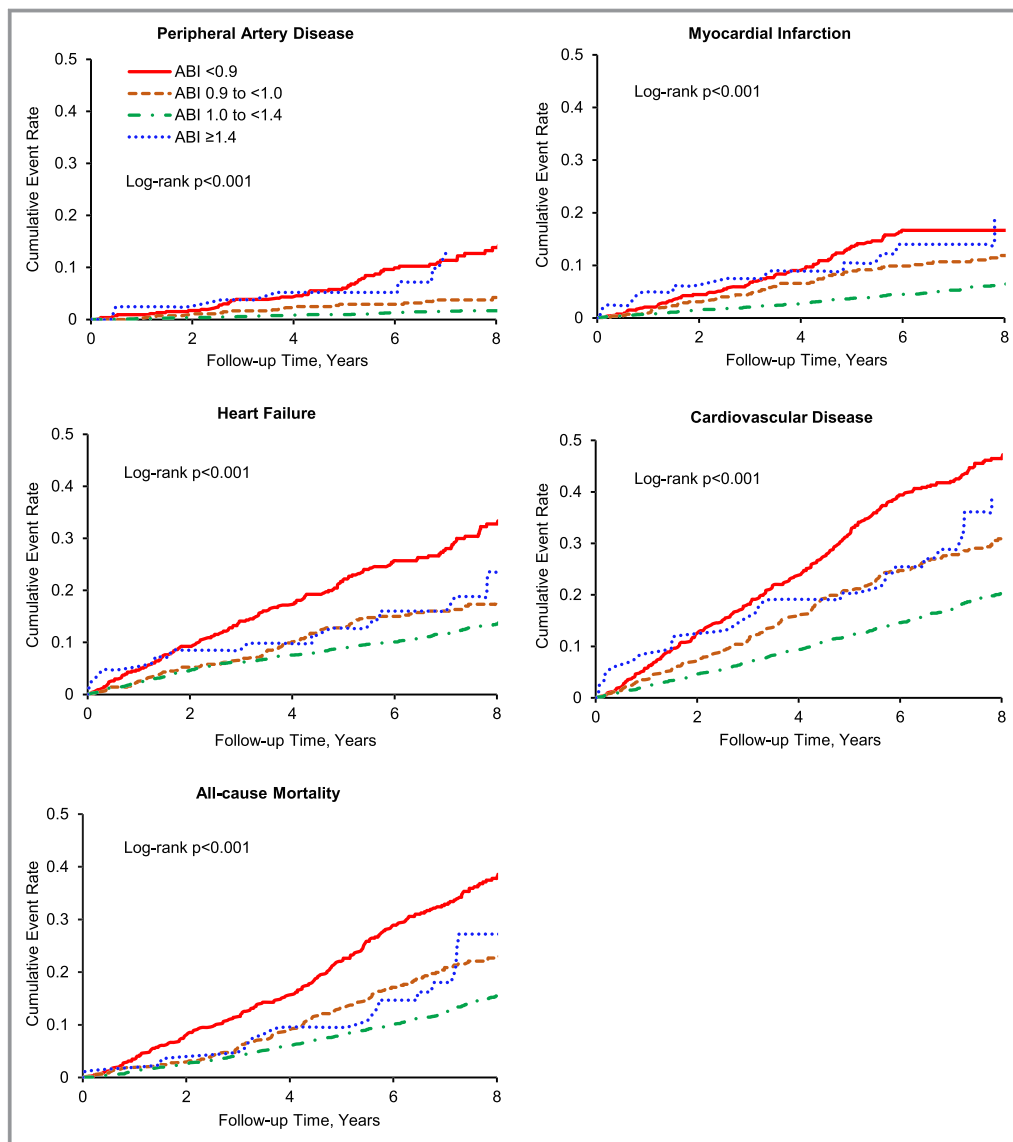 Peripheral Artery Disease
0.5
0.4
0.3
0.2
0.1
0
Cumulative Event Rate
ABI <0.9
ABI 0.9 to <1.0
ABI 1.0 to <1.4
ABI ≥1.4
Log-rank p<0.001
0 2 4 6 8
Follow-up Time, Years
Myocardial Infarction
0.5
0.4
0.3
0.2
0.1
0
Cumulative Event Rate
Log-rank p<0.001
0 2 4 6 8
Follow-up Time, Years
Heart Failure
0.5
0.4
0.3
0.2
0.1
0
Cumulative Event Rate
Log-rank p<0.001
0 2 4 6 8
Follow-up Time, Years
Cardiovascular Disease
0.5
0.4
0.3
0.2
0.1
0
Cumulative Event Rate
Log-rank p<0.001
0 2 4 6 8
Follow-up Time, Years
All-cause Mortality
0.5
0.4
0.3
0.2
0.1
0
Cumulative Event Rate
Log-rank p<0.001
0 2 4 6 8
Follow-up Time, Years